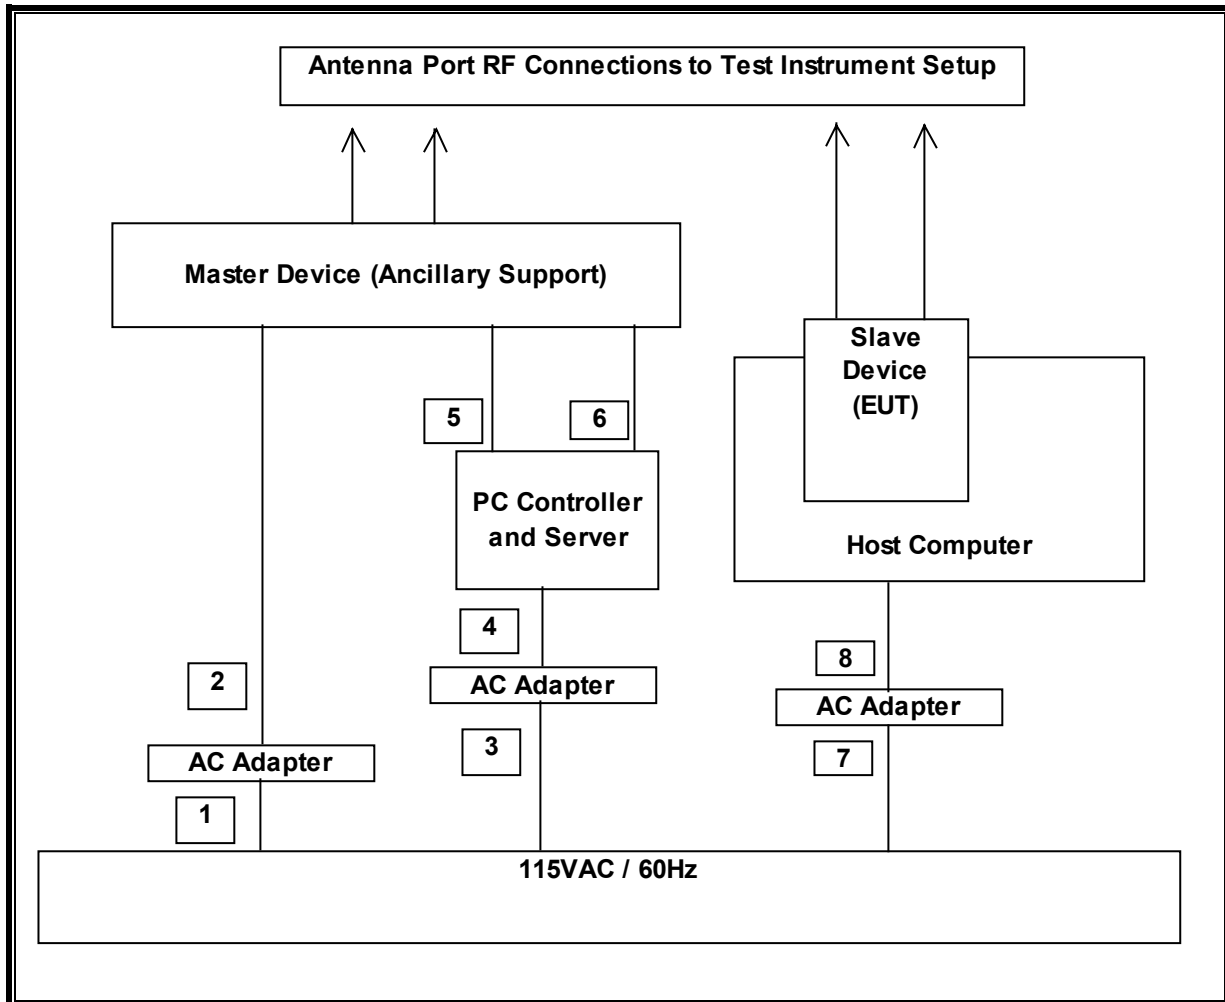 Antenna Port RF Connections to Test Instrument Setup
Master Device (Ancillary Support)
Slave
Device
(EUT)
5
6
PC Controller
and Server
Host Computer
4
8
2
AC Adapter
AC Adapter
3
7
AC Adapter
1
115VAC / 60Hz